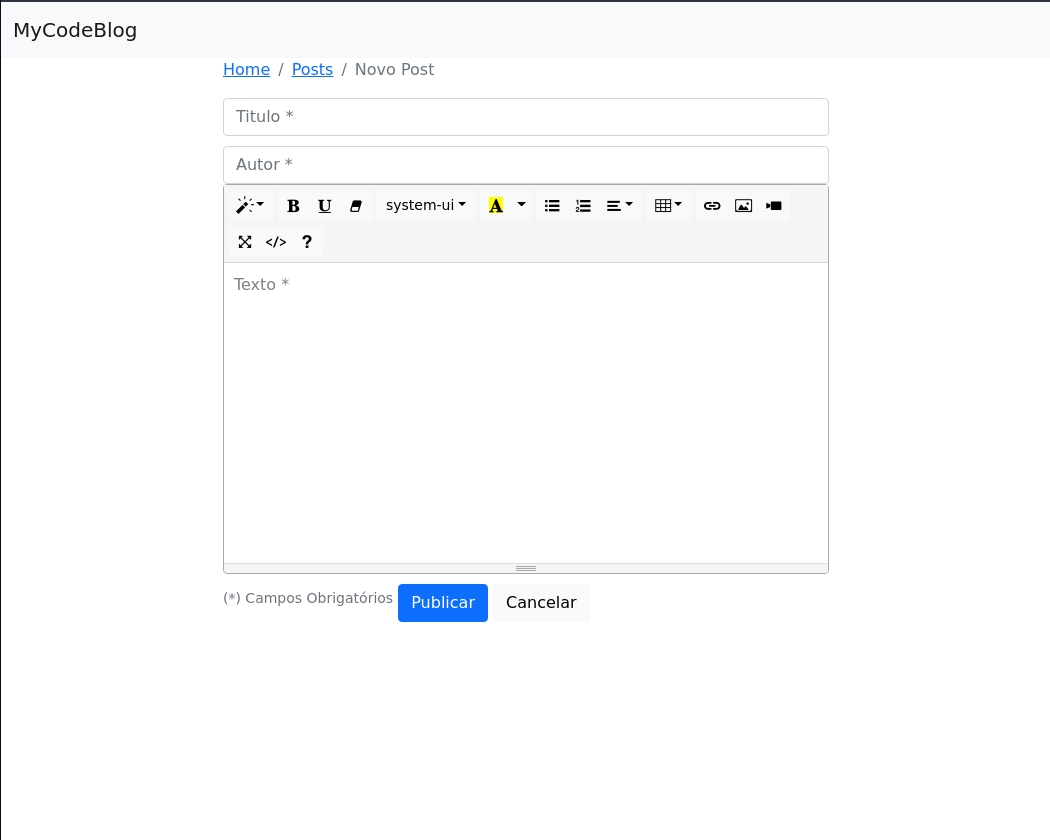 MyCodeBlog
Home / Posts / Novo Post
Titulo *
Autor *
B U system-ui A
</> ?
Texto *
(*) Campos Obrigatórios Publicar Cancelar